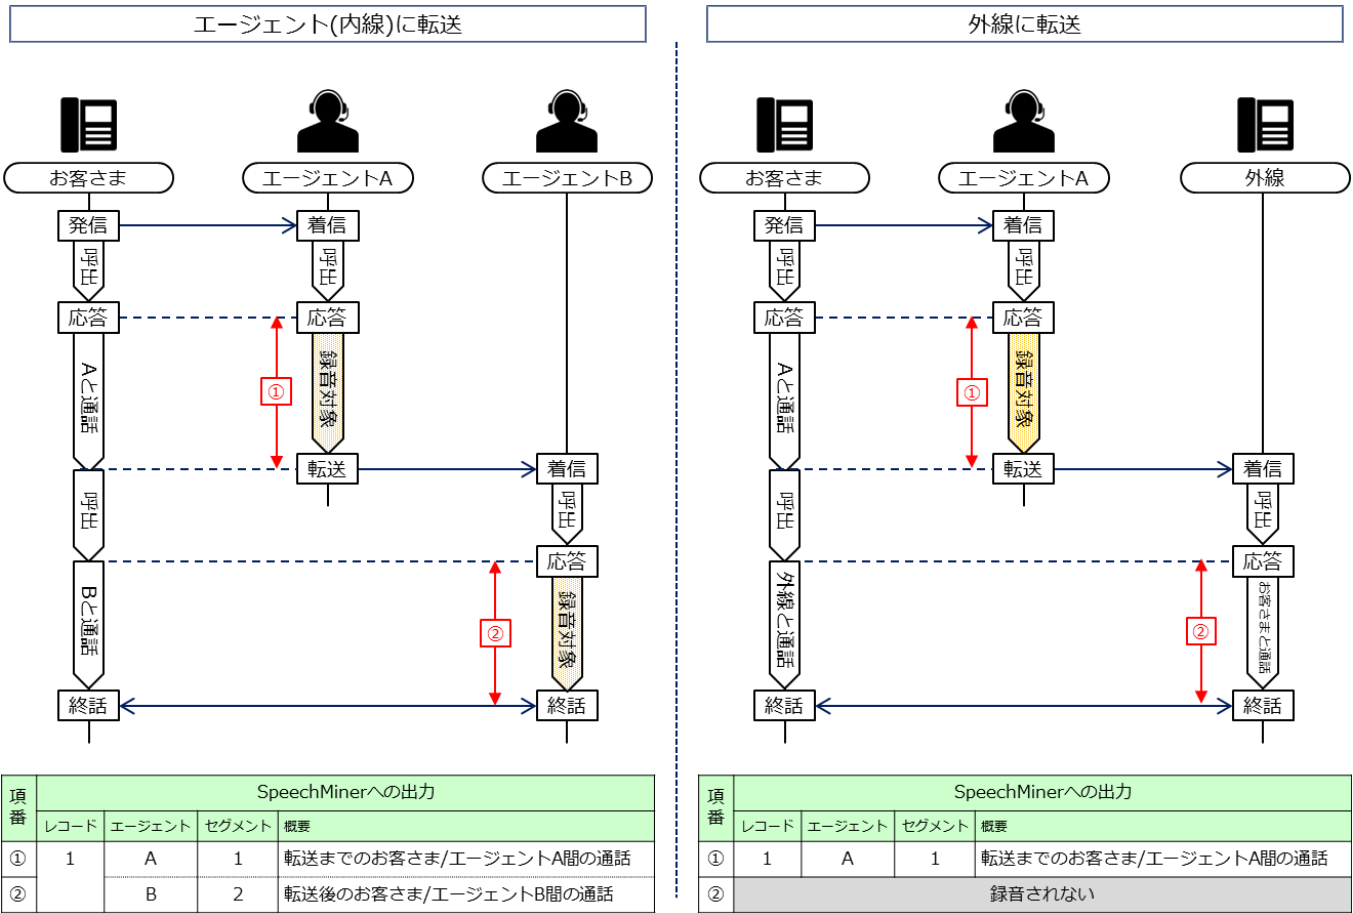 エージェント(内線)に転送
お客さま
エージェントA
エージェントB
発信
着信
呼出
呼出
応答
応答
Aと通話
①
録音対象
転送
着信
呼出
呼出
応答
Bと通話
②
録音対象
終話
終話
項番
SpeechMinerへの出力
レコード エージェント セグメント 概要
① 1 A 1 転送までのお客さま/エージェントA間の通話
② B 2 転送後のお客さま/エージェントB間の通話
外線に転送
お客さま
エージェントA
外線
発信
着信
呼出
呼出
応答
応答
Aと通話
①
録音対象
転送
着信
呼出
呼出
応答
外線と通話
②
お客さまと通話
終話
終話
項番
SpeechMinerへの出力
レコード エージェント セグメント 概要
① 1 A 1 転送までのお客さま/エージェントA間の通話
② 録音されない